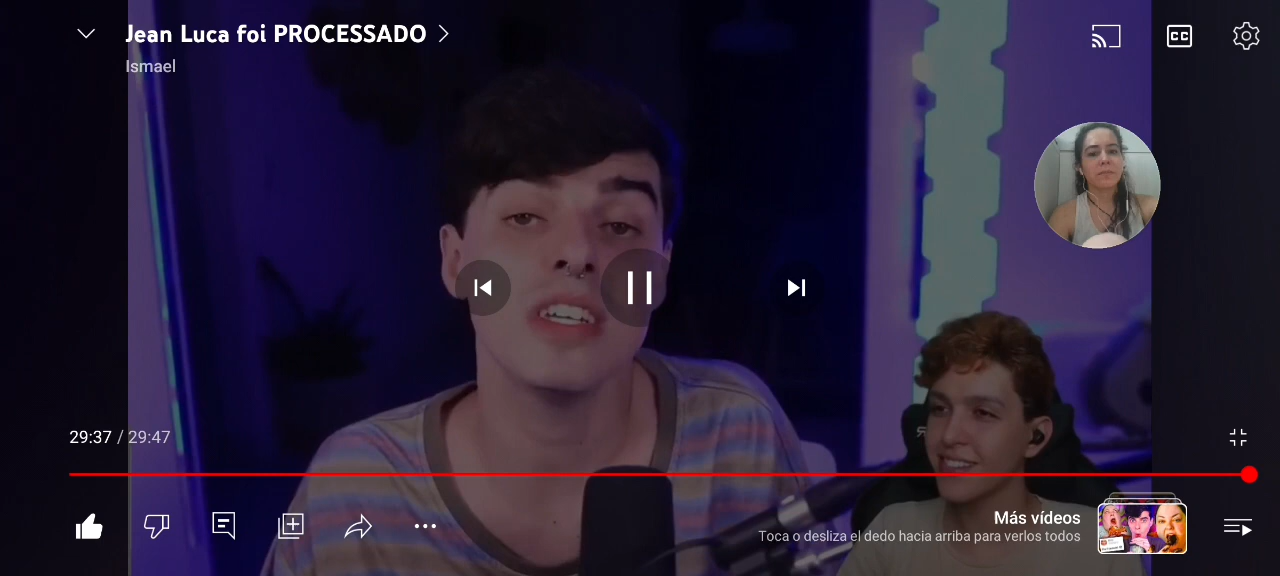 Jean Luca foi PROCESSADO
Ismael
CC
29:37 / 29:47
Más vídeos
Toca o desliza el dedo hacia arriba para verlos todos